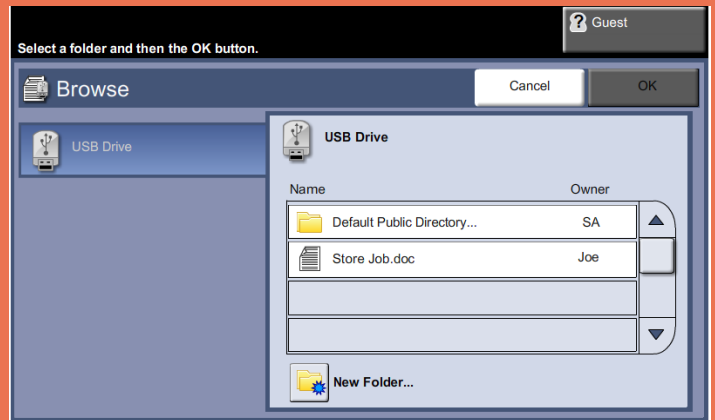 Guest
Select a folder and then the OK button.
Browse
Cancel
OK
USB Drive
USB Drive
Name Owner
Default Public Directory... SA
Store Job.doc Joe
New Folder...